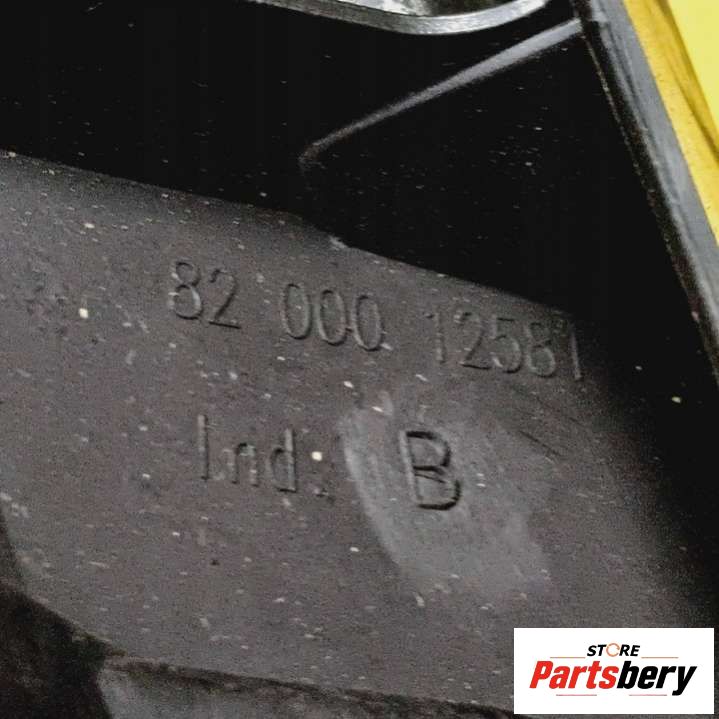 82 000 12581
Ind: B
STORE
Partsbery